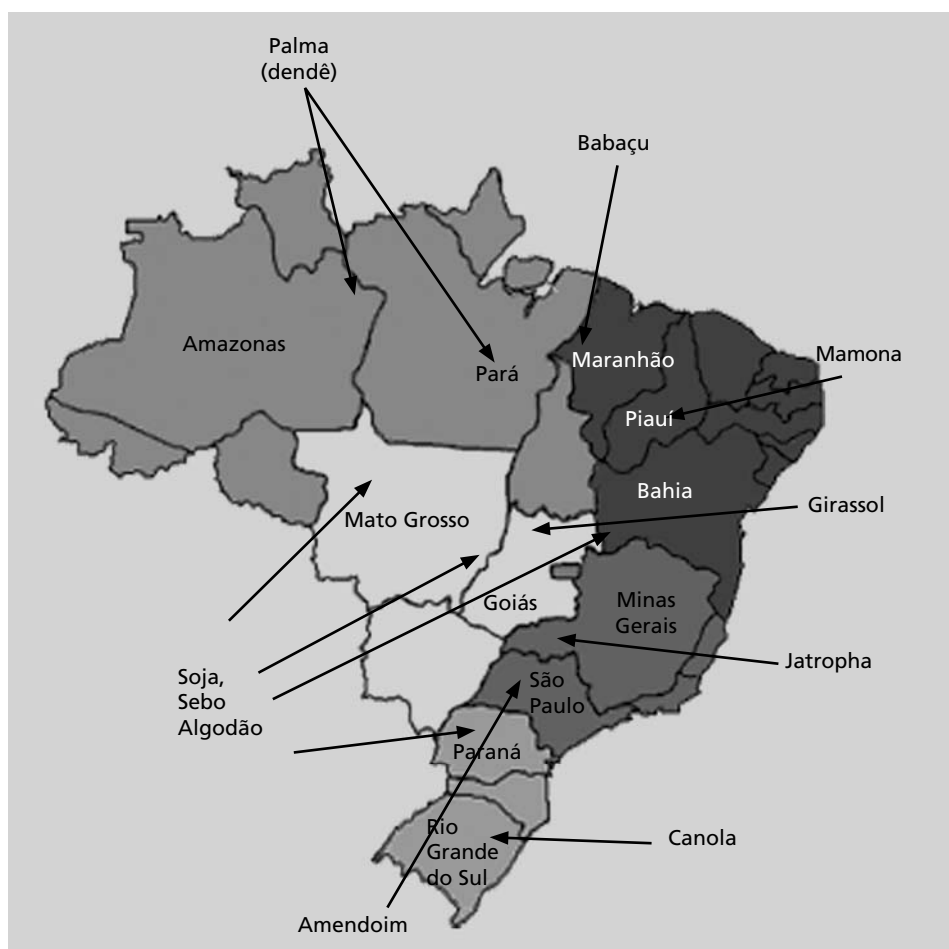 Palma
(dendê)
Babaçu
Amazonas
Pará
Maranhão
Mamona
Piauí
Bahia
Girassol
Mato Grosso
Goiás
Minas
Gerais
Jatropha
Soja,
Sebo
Algodão
São
Paulo
Paraná
Rio
Grande
do Sul
Canola
Amendoim